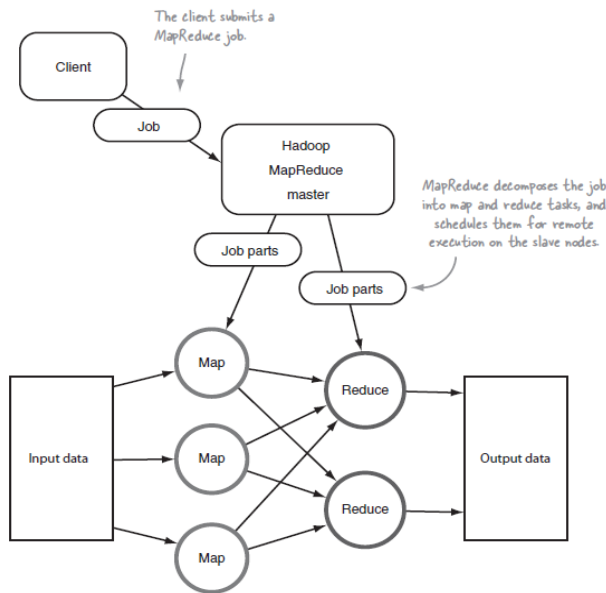 The client submits a
MapReduce job.
Client
Job
Hadoop
MapReduce
master
MapReduce decomposes the job
into map and reduce tasks, and
schedules them for remote
execution on the slave nodes.
Job parts
Job parts
Map
Reduce
Input data
Map
Output data
Reduce
Map